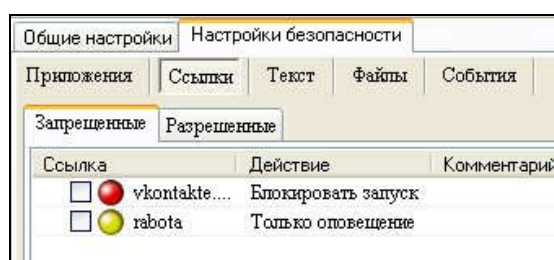 Общие настройки Настройки безопасности
Приложения Ссылки Текст Файлы События
Запрещенные Разрешенные
Ссылка Действие Комментарий
vkontakte.... Блокировать запуск
rabota Только оповещение